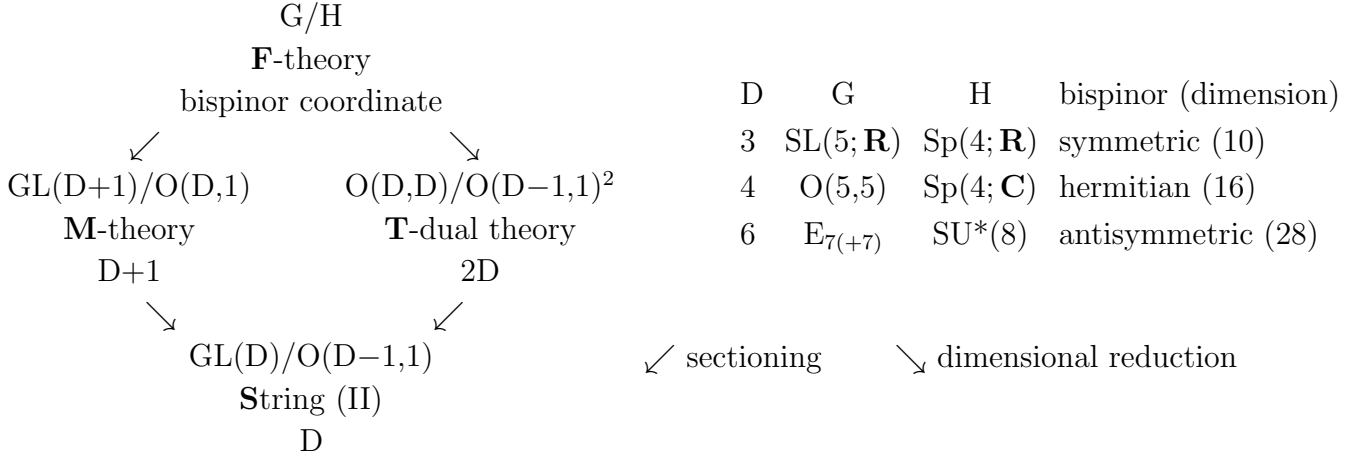 G/H
F-theory
bispinor coordinate
↙ ↘
GL(D+1)/O(D,1) O(D,D)/O(D−1,1)²
M-theory T-dual theory
D+1 2D
↘ ↙
GL(D)/O(D−1,1)
String (II)
D
D G H bispinor (dimension)
3 SL(5; R) Sp(4; R) symmetric (10)
4 O(5,5) Sp(4; C) hermitian (16)
6 E₇₍₊₇₎ SU*(8) antisymmetric (28)
↙ sectioning ↘ dimensional reduction